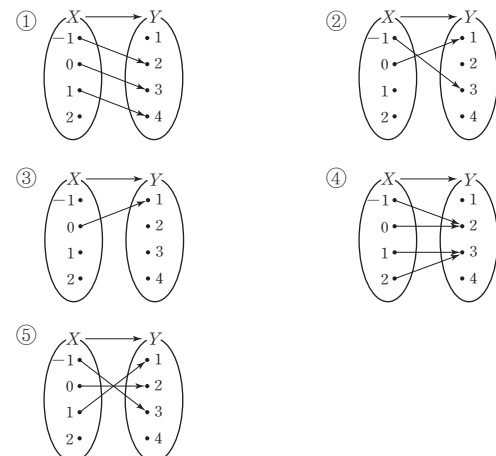 ① X Y ② X Y
−1 1 −1 1
0 2 0 2
1 3 1 3
2 4 2 4
③ X Y ④ X Y
−1 1 −1 1
0 2 0 2
1 3 1 3
2 4 2 4
⑤ X Y
−1 1
0 2
1 3
2 4